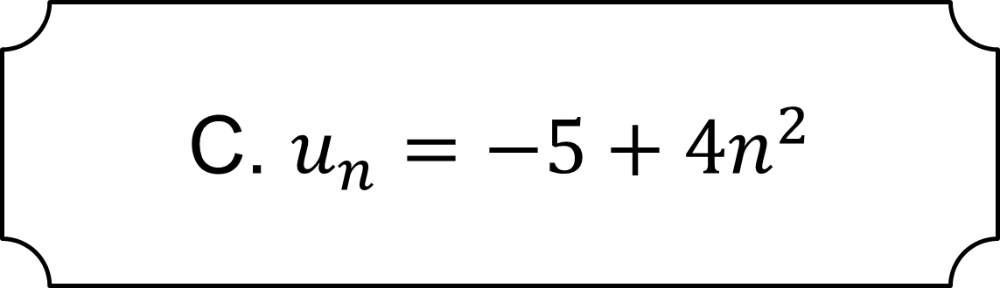 C. uₙ = −5 + 4n²